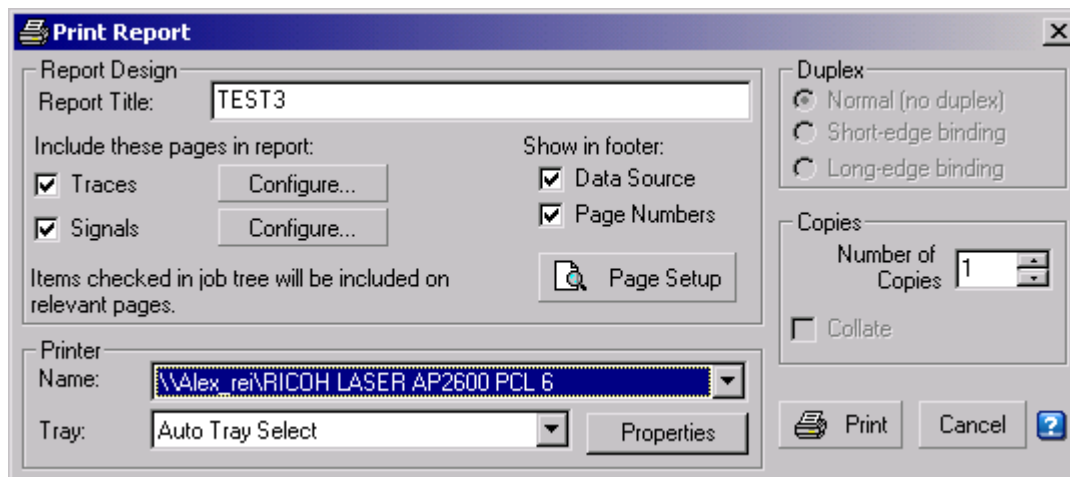 Print Report
Report Design
Report Title: TEST3
Include these pages in report:
Show in footer:
Traces Configure... Data Source
Signals Configure... Page Numbers
Items checked in job tree will be included on
relevant pages.
Page Setup
Printer
Name: \\Alex_rei\RICOH LASER AP2600 PCL 6
Tray: Auto Tray Select Properties
Duplex
Normal (no duplex)
Short-edge binding
Long-edge binding
Copies
Number of
Copies
1
Collate
Print Cancel ?